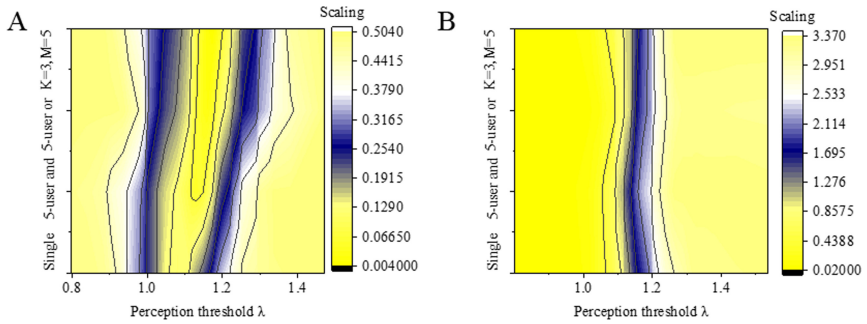 A
Scaling
0.5040
0.4415
0.3790
0.3165
0.2540
0.1915
0.1290
0.06650
0.004000
Single 5-user and 5-user or K=3,M=5
0.8 1.0 1.2 1.4
Perception threshold λ
B
Scaling
3.370
2.951
2.533
2.114
1.695
1.276
0.8575
0.4388
0.02000
Single 5-user and 5-user or K=3,M=5
1.0 1.2 1.4
Perception threshold λ